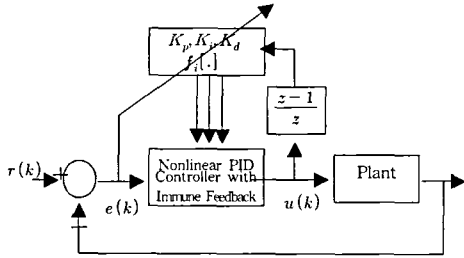 K_p, K_i, K_d
f_i[.]
z−1
z
r(k)
+
e(k)
Nonlinear PID
Controller with
Immune Feedback
u(k)
Plant
−